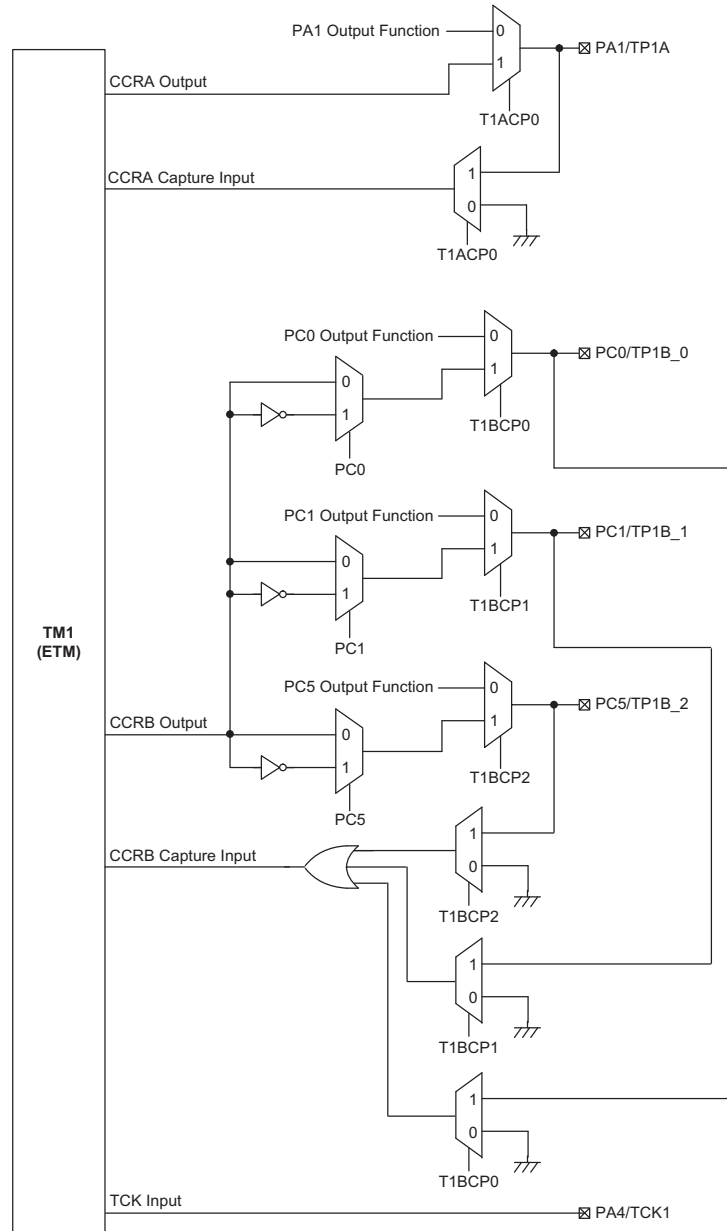 PA1 Output Function
0
1
PA1/TP1A
CCRA Output
T1ACP0
CCRA Capture Input
1
0
T1ACP0
PC0 Output Function
0
1
PC0/TP1B_0
0
1
T1BCP0
PC0
PC1 Output Function
0
1
PC1/TP1B_1
0
1
T1BCP1
TM1
(ETM)
PC1
PC5 Output Function
0
1
PC5/TP1B_2
CCRB Output
0
1
T1BCP2
PC5
CCRB Capture Input
1
0
T1BCP2
1
0
T1BCP1
1
0
T1BCP0
TCK Input
PA4/TCK1